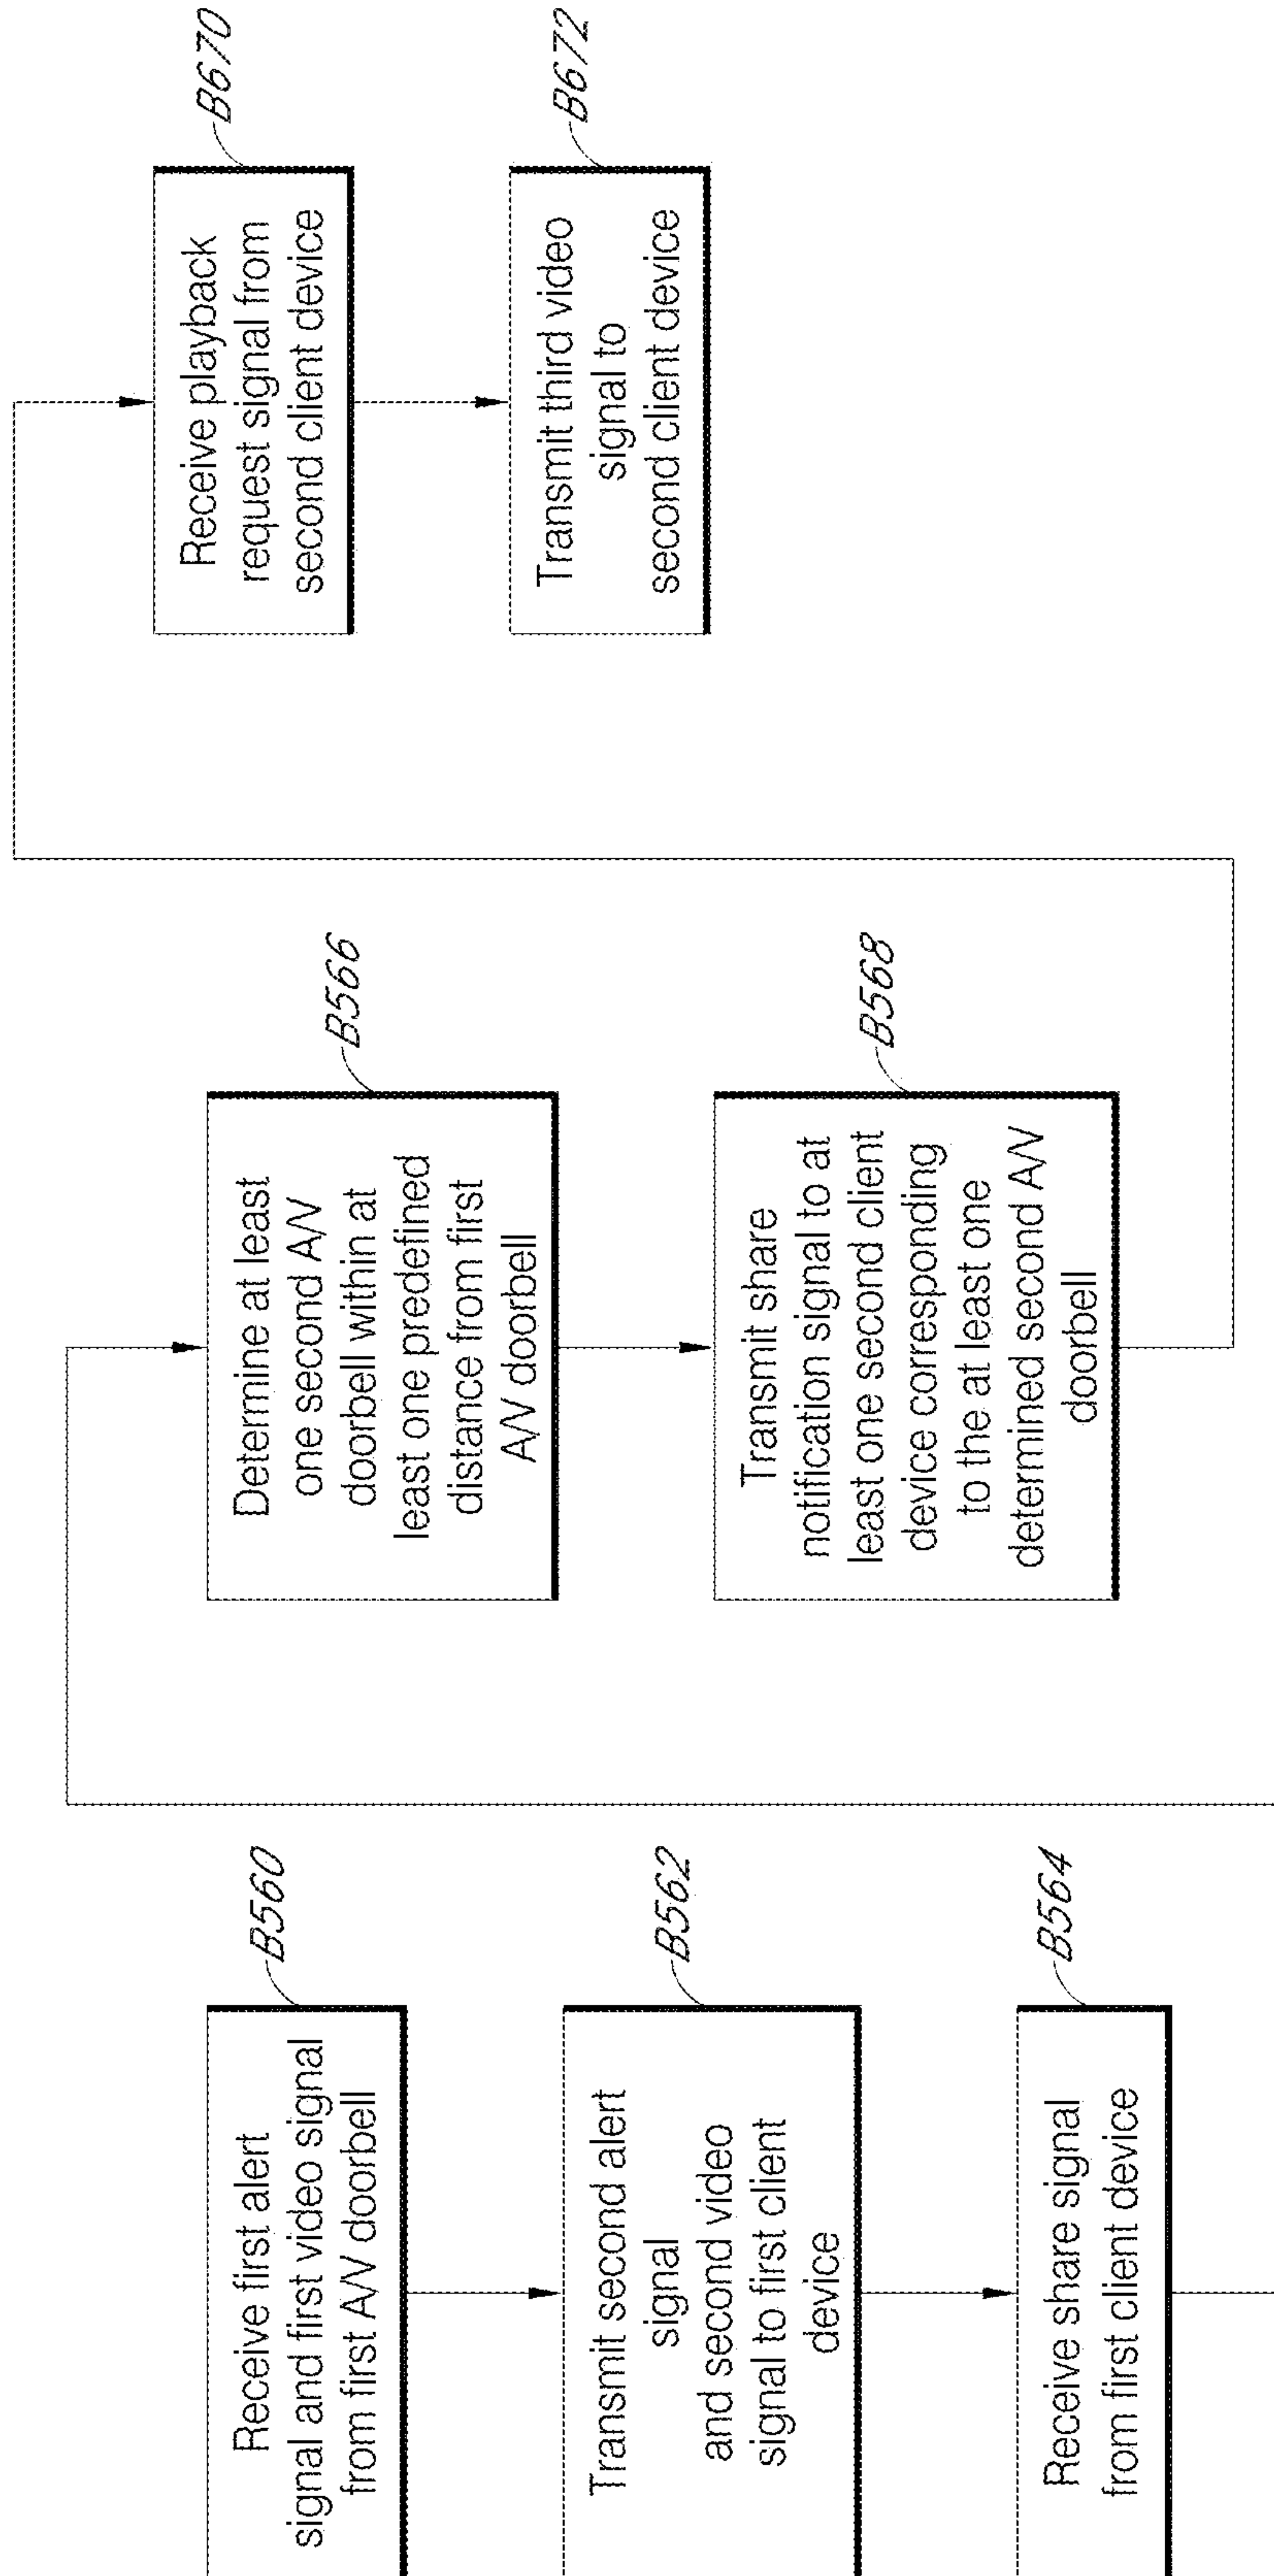 B560
Receive first alert
signal and first video signal
from first A/V doorbell
B562
Transmit second alert
signal
and second video
signal to first client
device
B564
Receive share signal
from first client device
B566
Determine at least
one second A/V
doorbell within at
least one predefined
distance from first
A/V doorbell
B568
Transmit share
notification signal to at
least one second client
device corresponding
to the at least one
determined second A/V
doorbell
B670
Receive playback
request signal from
second client device
B672
Transmit third video
signal to
second client device